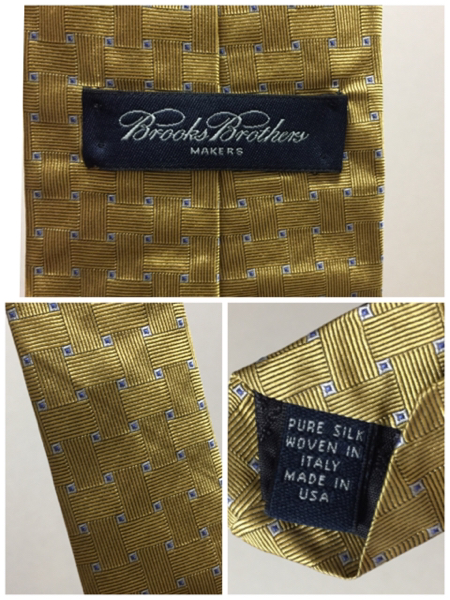 Brooks Brothers
MAKERS
PURE SILK
WOVEN IN
ITALY
MADE IN
USA